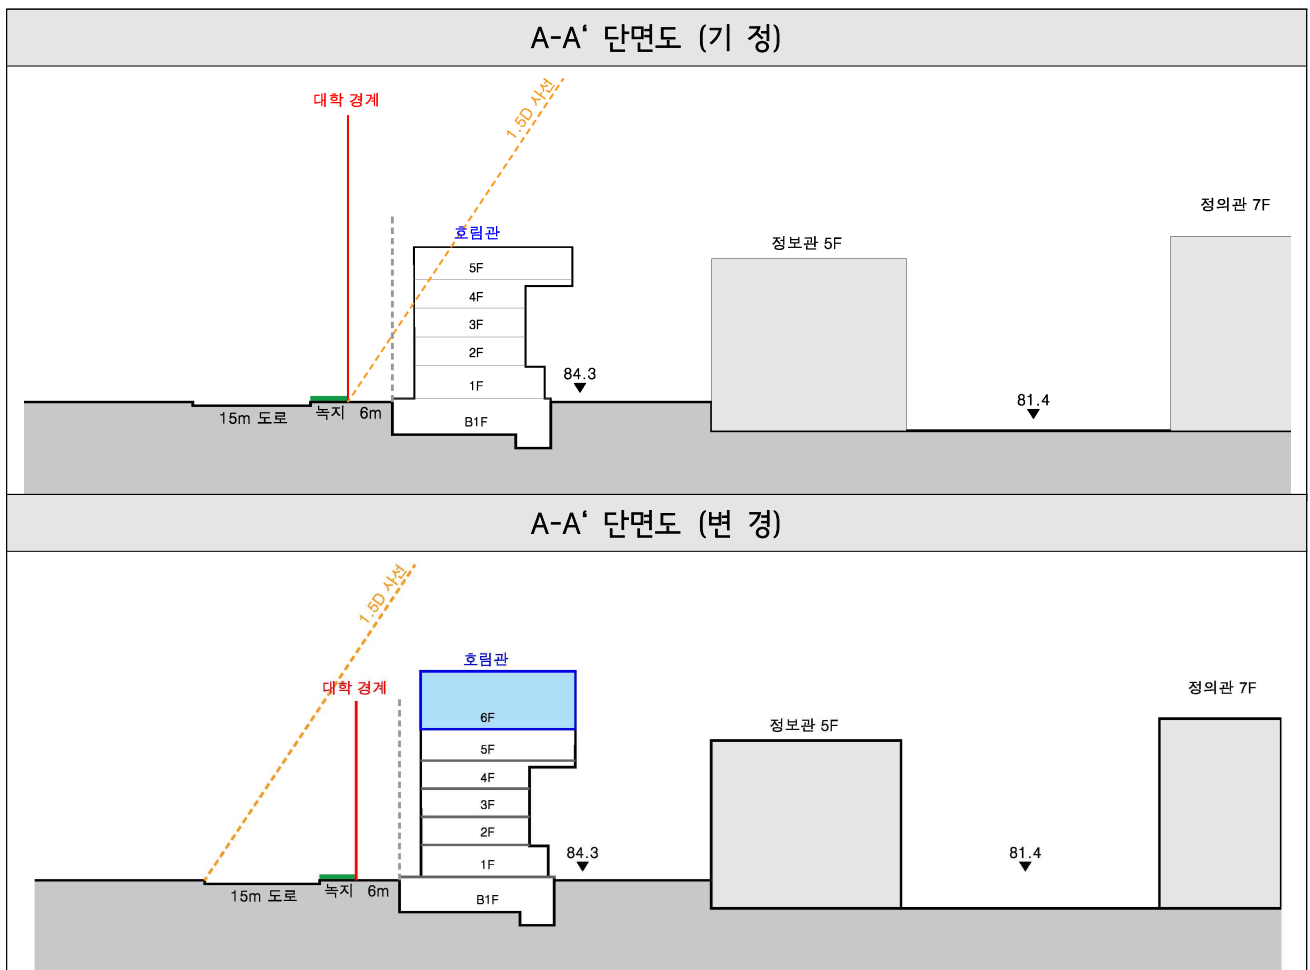 A-A‘ 단면도 (기 정)
대학 경계
1.5D 사선
정의관 7F
호림관
정보관 5F
5F
4F
3F
2F
1F
84.3
81.4
15m 도로
녹지
6m
B1F
A-A‘ 단면도 (변 경)
1.5D 사선
호림관
대학 경계
정의관 7F
6F
정보관 5F
5F
4F
3F
2F
1F
84.3
81.4
15m 도로
녹지
6m
B1F